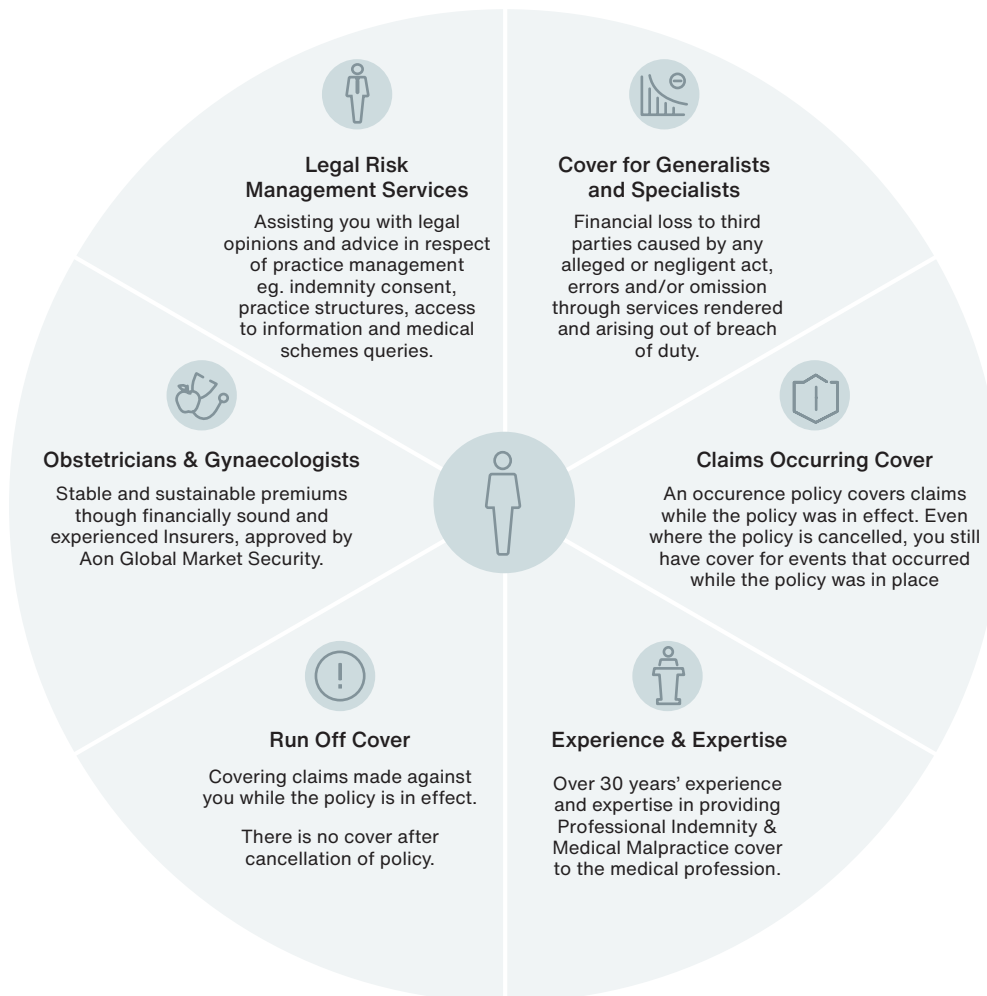 Legal Risk
Management Services
Assisting you with legal
opinions and advice in respect
of practice management
eg. indemnity consent,
practice structures, access
to information and medical
schemes queries.
Cover for Generalists
and Specialists
Financial loss to third
parties caused by any
alleged or negligent act,
errors and/or omission
through services rendered
and arising out of breach
of duty.
Obstetricians & Gynaecologists
Stable and sustainable premiums
though financially sound and
experienced Insurers, approved by
Aon Global Market Security.
Claims Occurring Cover
An occurence policy covers claims
while the policy was in effect. Even
where the policy is cancelled, you still
have cover for events that occurred
while the policy was in place
Run Off Cover
Covering claims made against
you while the policy is in effect.
There is no cover after
cancellation of policy.
Experience & Expertise
Over 30 years’ experience
and expertise in providing
Professional Indemnity &
Medical Malpractice cover
to the medical profession.